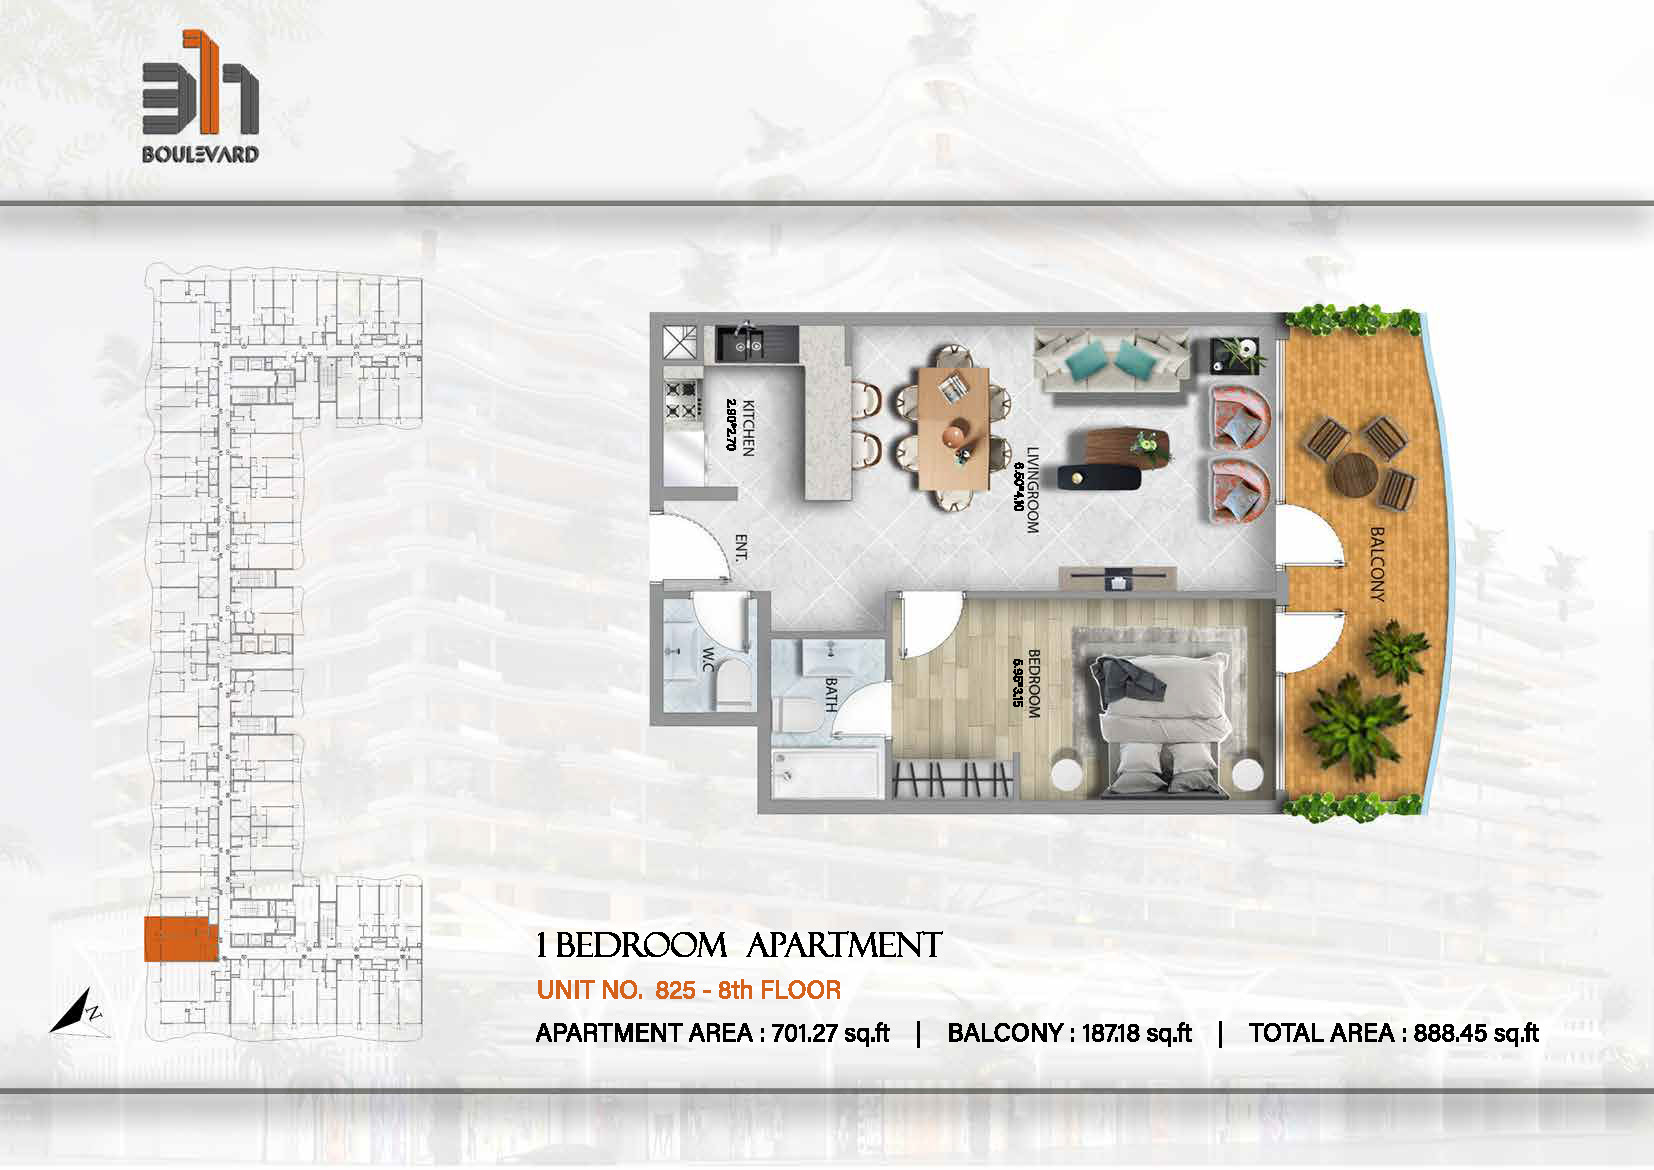 311
BOULEVARD
KITCHEN
2.90*2.70
LIVINGROOM
6.50*4.10
ENT.
BALCONY
W.C
BATH
BEDROOM
5.95*3.15
N
1 BEDROOM APARTMENT
UNIT NO. 825 - 8th FLOOR
APARTMENT AREA : 701.27 sq.ft | BALCONY : 187.18 sq.ft | TOTAL AREA : 888.45 sq.ft